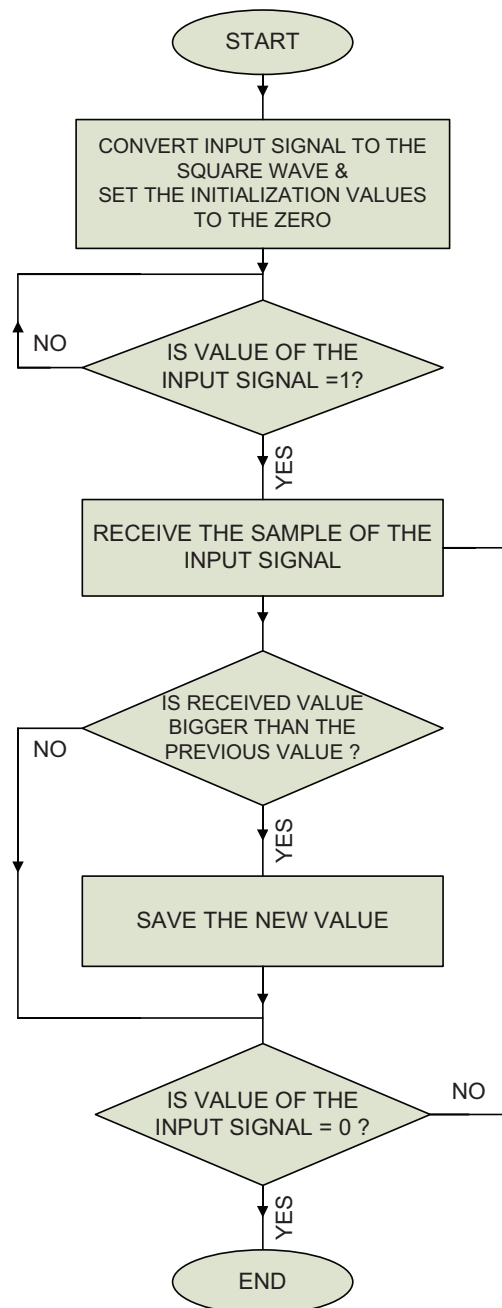 START
CONVERT INPUT SIGNAL TO THE
SQUARE WAVE &
SET THE INITIALIZATION VALUES
TO THE ZERO
NO
IS VALUE OF THE
INPUT SIGNAL =1?
YES
RECEIVE THE SAMPLE OF THE
INPUT SIGNAL
IS RECEIVED VALUE
BIGGER THAN THE
PREVIOUS VALUE ?
NO
YES
SAVE THE NEW VALUE
IS VALUE OF THE
INPUT SIGNAL = 0 ?
NO
YES
END